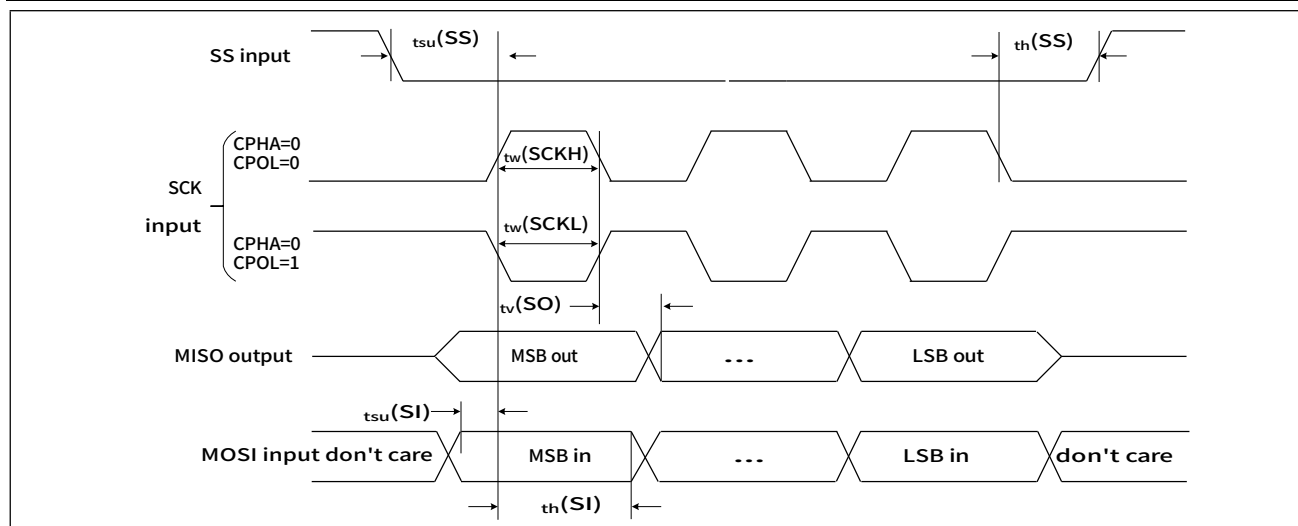 tsu(SS)
th(SS)
SS input
CPHA=0
CPOL=0
tw(SCKH)
SCK
input
tw(SCKL)
CPHA=0
CPOL=1
tv(SO)
MISO output
MSB out
...
LSB out
tsu(SI)
MOSI input don't care
MSB in
...
LSB in
don't care
th(SI)